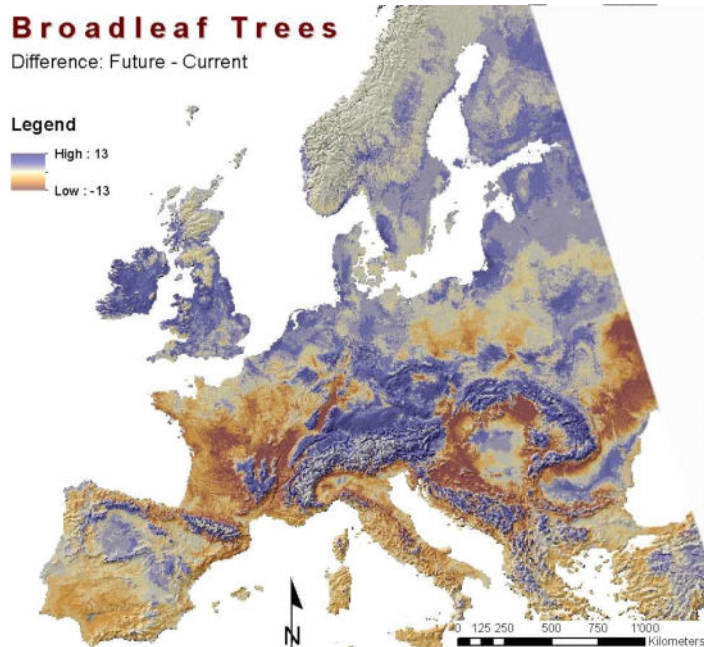 Broadleaf Trees
Difference: Future - Current
Legend
High : 13
Low : -13
N
0 125 250 500 750 1000
Kilometers